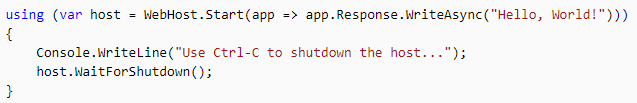 using (var host = WebHost.Start(app => app.Response.WriteAsync("Hello, World!")))
{
    Console.WriteLine("Use Ctrl-C to shutdown the host...");
    host.WaitForShutdown();
}